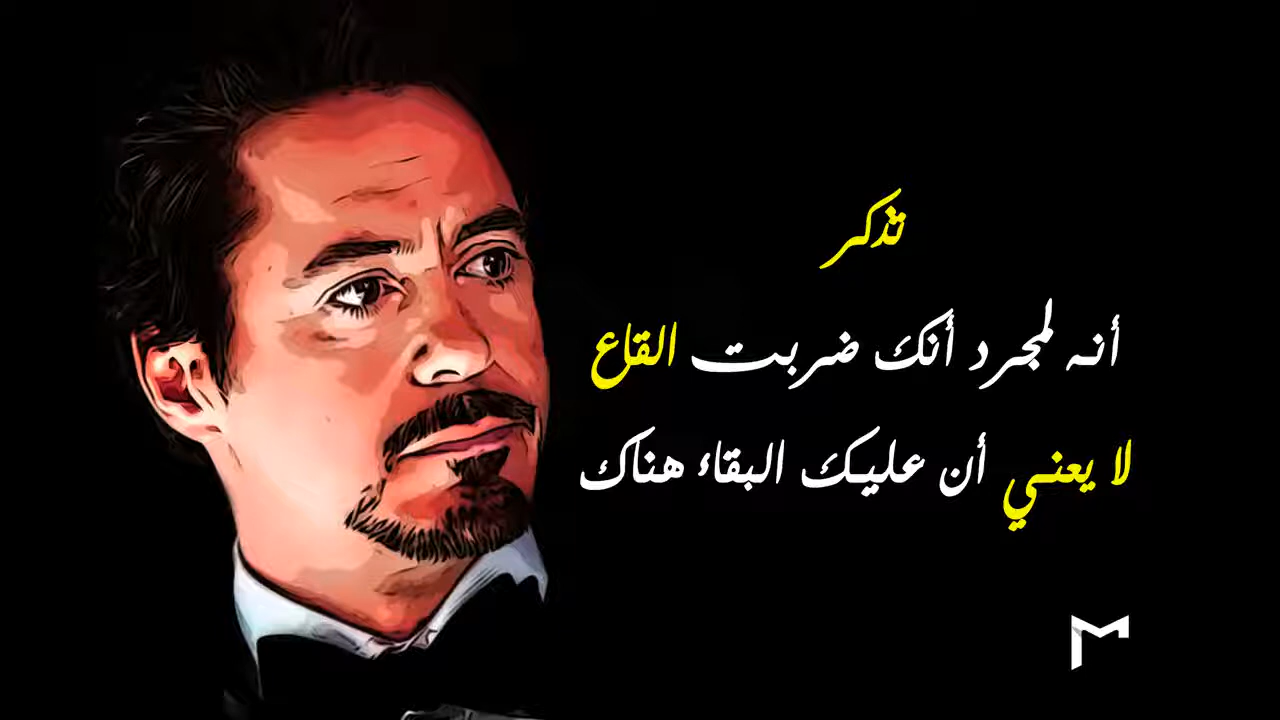 تذكر
أنه لمجرد أنك ضربت القاع
لا يعني أن عليك البقاء هناك